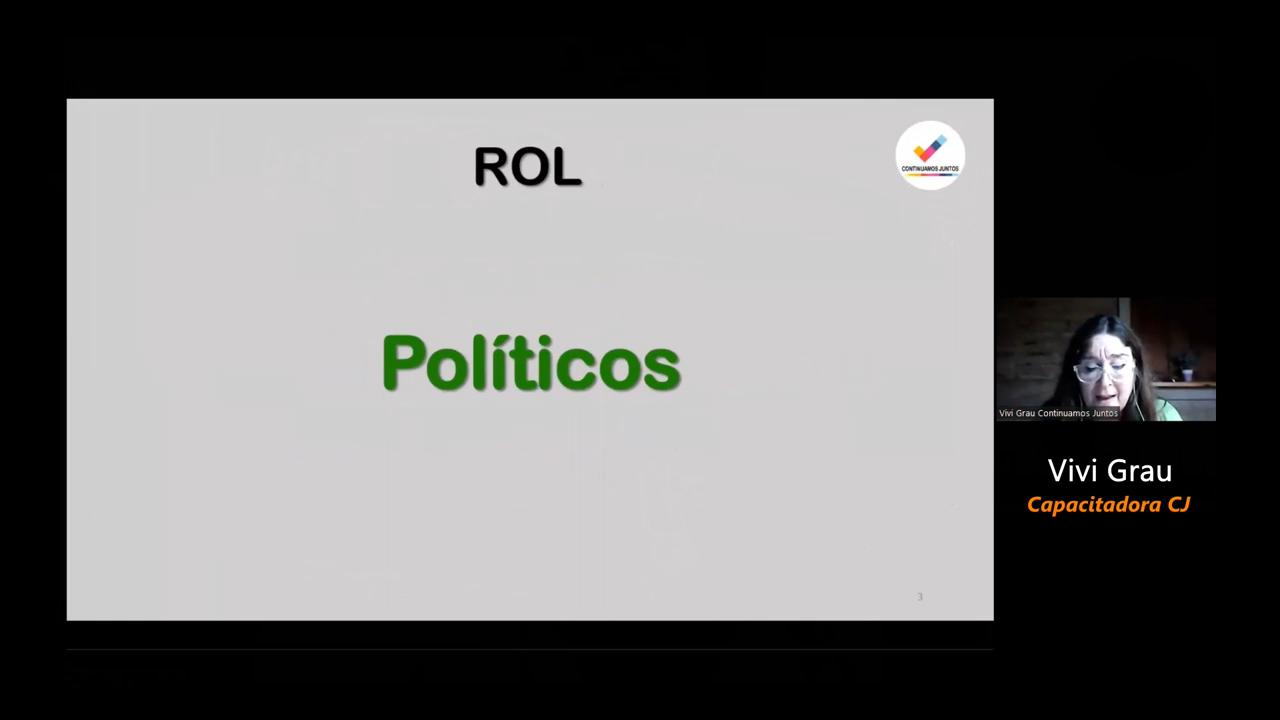 ROL
CONTINUAMOS JUNTOS
Políticos
3
Vivi Grau Continuamos Juntos
Vivi Grau
Capacitadora CJ